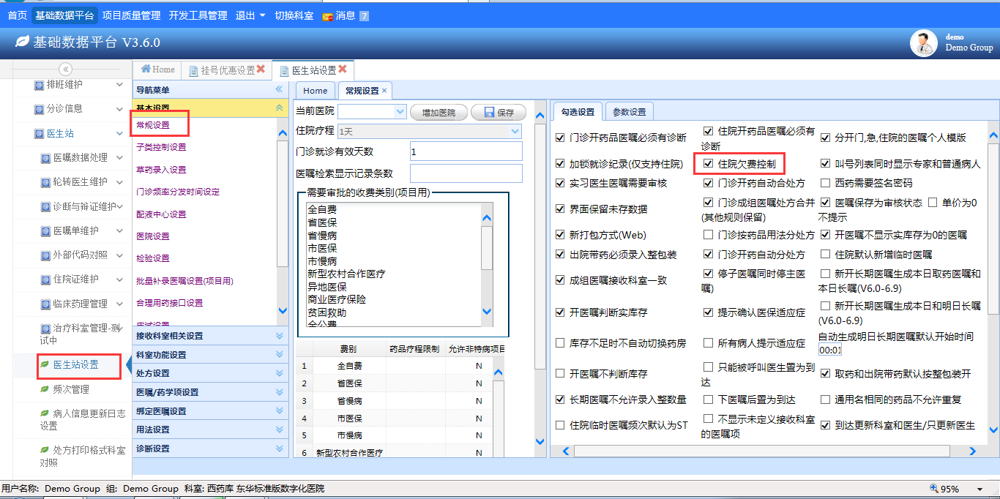 首页 基础数据平台 项目质量管理 开发工具管理 退出 切换科室 消息 7
基础数据平台 V3.6.0
demo
Demo Group
Home 挂号优惠设置 医生站设置
排班维护
分诊信息
医生站
医嘱数据处理
轮转医生维护
诊断与辩证维护
医嘱单维护
外部代码对照
住院证维护
临床药理管理
治疗科室管理-测
试中
医生站设置
频次管理
病人信息更新日志
设置
处方打印格式科室
对照
导航菜单
基本设置
常规设置
子类控制设置
草药录入设置
门诊频率分发时间设定
配液中心设置
医院设置
检验设置
批量补录医嘱设置(项目用)
合理用药接口设置
皮试设置
接收科室相关设置
科室功能设置
处方设置
医嘱/药学项设置
绑定医嘱设置
用法设置
诊断设置
Home 常规设置
当前医院 增加医院 保存
住院疗程 1天
门诊就诊有效天数 1
医嘱检索显示记录条数
需要审批的收费类别(项目用)
全自费
省医保
省慢病
市医保
市慢病
新型农村合作医疗
异地医保
商业医疗保险
贫困救助
全公费
费别 药品疗程限制 允许非特病项目
1 全自费 N
2 省医保 N
3 省慢病 N
4 市医保 N
5 市慢病 N
6 新型农村合作医疗 N
勾选设置 参数设置
门诊开药品医嘱必须有诊断 住院开药品医嘱必须有
诊断 分开门,急,住院的医嘱个人模版
加锁就诊纪录(仅支持住院) 住院欠费控制 叫号列表同时显示专家和普通病人
实习医生医嘱需要审核 门诊开药自动合处方 西药需要签名密码
界面保留未存数据 门诊成组医嘱处方合并
(其他规则保留) 医嘱保存为审核状态 单价为0
不提示
新打包方式(Web) 门诊按药品用法分处方 开医嘱不显示实库存为0的医嘱
出院带药必须录入整包装 门诊开药自动分处方 住院默认新增临时医嘱
成组医嘱接收科室一致 停子医嘱同时停主医
嘱) 新开长期医嘱生成本日取药医嘱和
本日长嘱(V6.0-6.9)
开医嘱判断实库存 提示确认医保适应症 新开长期医嘱生成本日和明日长嘱
(V6.0-6.9)
库存不足时不自动切换药房 所有病人提示适应症 自动生成明日长期医嘱默认开始时间
00:01
开医嘱不判断库存 只能被呼叫医生置为到
达 取药和出院带药默认按整包装开
长期医嘱不允许录入整数量 下医嘱后置为到达 通用名相同的药品不允许重复
住院临时医嘱频次默认为ST 不显示未定义接收科室
的医嘱项 到达更新科室和医生/只更新医生
用户名称: Demo Group 组: Demo Group 科室: 西药库 东华标准版数字化医院
95%